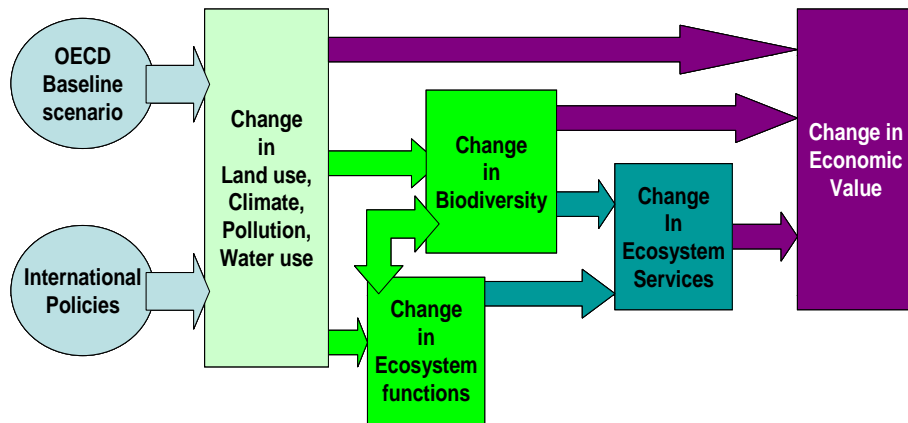 OECD
Baseline
scenario
International
Policies
Change
in
Land use,
Climate,
Pollution,
Water use
Change
in
Biodiversity
Change
in
Ecosystem
functions
Change
In
Ecosystem
Services
Change in
Economic
Value